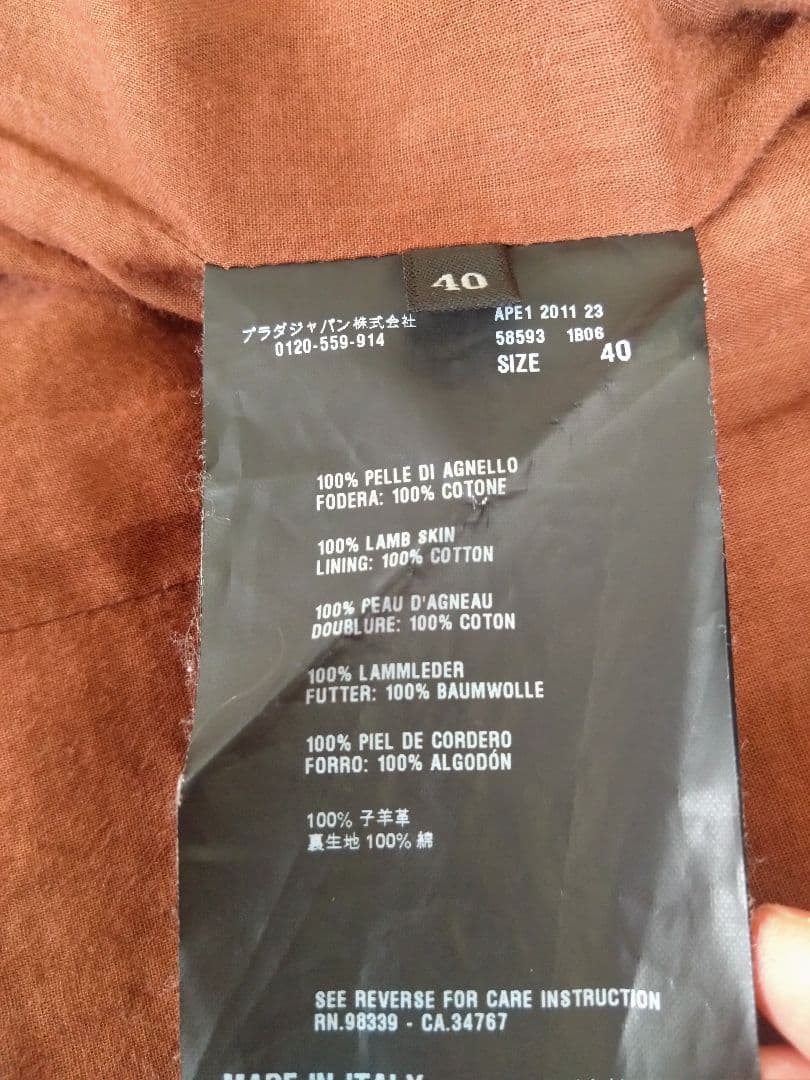 40
プラダジャパン株式会社
0120-559-914
APE1 2011 23
58593 1B06
SIZE 40
100% PELLE DI AGNELLO
FODERA: 100% COTONE
100% LAMB SKIN
LINING: 100% COTTON
100% PEAU D'AGNEAU
DOUBLURE: 100% COTON
100% LAMMLEDER
FUTTER: 100% BAUMWOLLE
100% PIEL DE CORDERO
FORRO: 100% ALGODÓN
100% 子羊革
裏生地 100% 綿
SEE REVERSE FOR CARE INSTRUCTION
RN.98339 - CA.34767
MADE IN ITALY